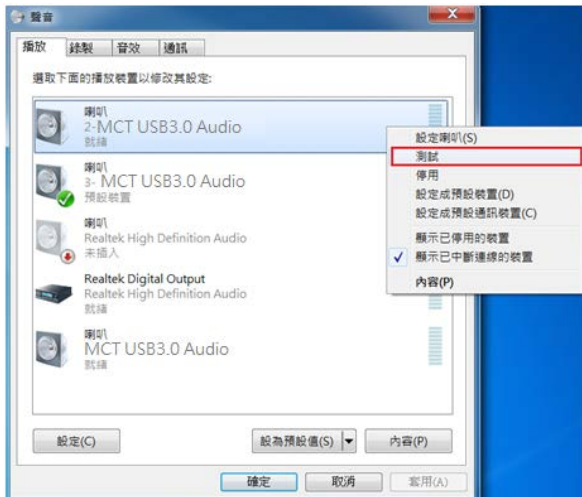 聲音
播放
錄製
音效
通訊
選取下面的播放裝置以修改其設定:
喇叭
2-MCT USB3.0 Audio
就緒
喇叭
3- MCT USB3.0 Audio
預設裝置
喇叭
Realtek High Definition Audio
未插入
Realtek Digital Output
Realtek High Definition Audio
就緒
喇叭
MCT USB3.0 Audio
就緒
設定喇叭(S)
測試
停用
設定成預設裝置(D)
設定成預設通訊裝置(C)
顯示已停用的裝置
顯示已中斷連線的裝置
內容(P)
設定(C)
設為預設值(S)
內容(P)
確定
取消
套用(A)